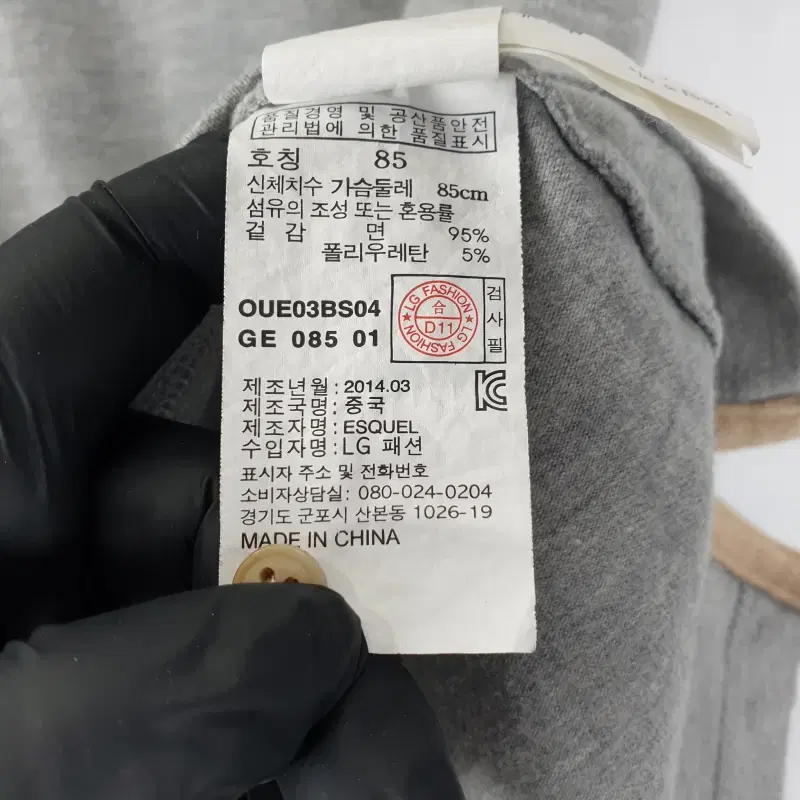 품질경영 및 공산품안전
관리법에 의한 품질표시
호칭 85
신체치수 가슴둘레 85cm
섬유의 조성 또는 혼용률
겉감 면 95%
폴리우레탄 5%
OUE03BS04
GE 085 01
LG FASHION
合
D11
LG FASHION
검사필
제조년월 : 2014.03
제조국명 : 중국
제조자명 : ESQUEL
수입자명 : LG 패션
표시자 주소 및 전화번호
소비자상담실: 080-024-0204
경기도 군포시 산본동 1026-19
MADE IN CHINA